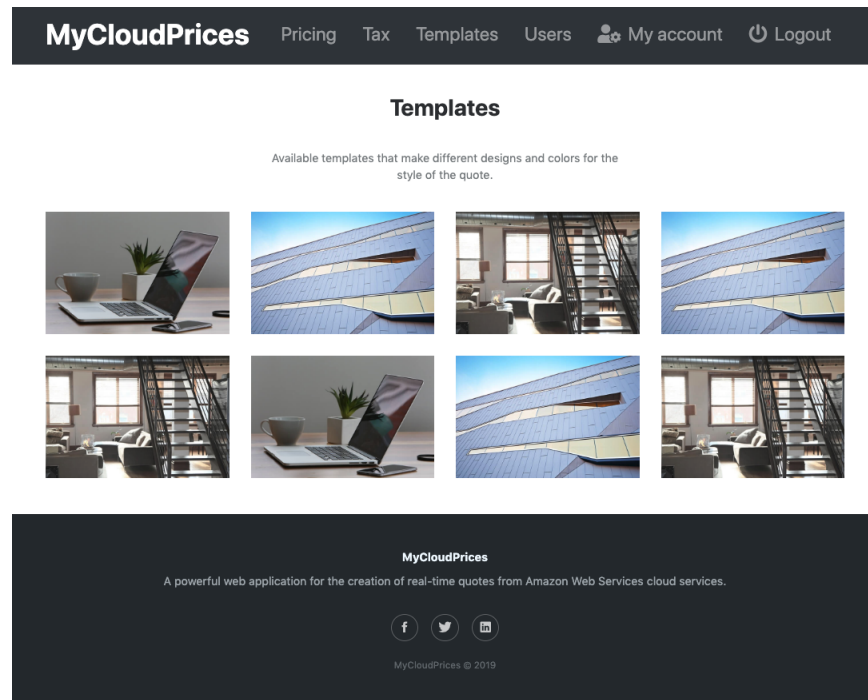 MyCloudPrices Pricing Tax Templates Users My account Logout
Templates
Available templates that make different designs and colors for the
style of the quote.
MyCloudPrices
A powerful web application for the creation of real-time quotes from Amazon Web Services cloud services.
MyCloudPrices @ 2019